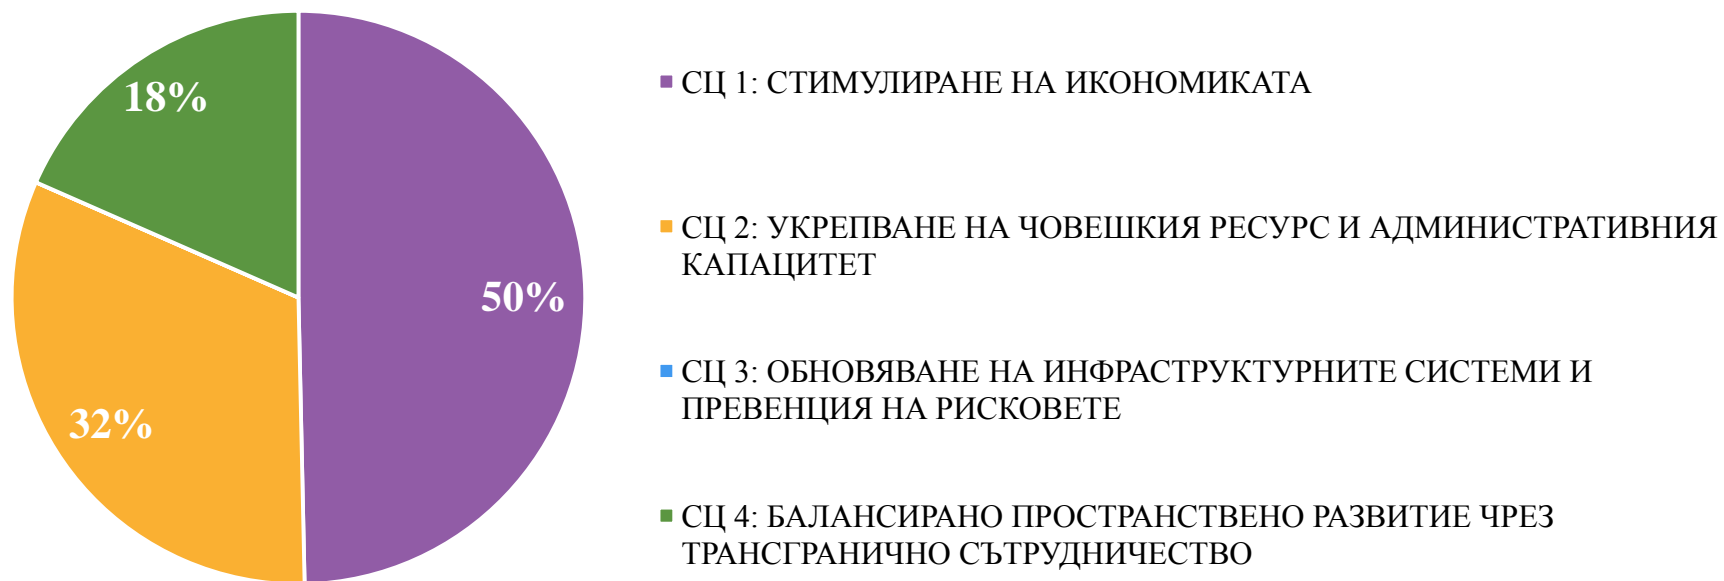 18%
50%
32%
СЦ 1: СТИМУЛИРАНЕ НА ИКОНОМИКАТА
СЦ 2: УКРЕПВАНЕ НА ЧОВЕШКИЯ РЕСУРС И АДМИНИСТРАТИВНИЯ
КАПАЦИТЕТ
СЦ 3: ОБНОВЯВАНЕ НА ИНФРАСТРУКТУРНИТЕ СИСТЕМИ И
ПРЕВЕНЦИЯ НА РИСКОВЕТЕ
СЦ 4: БАЛАНСИРАНО ПРОСТРАНСТВЕНО РАЗВИТИЕ ЧРЕЗ
ТРАНСГРАНИЧНО СЪТРУДНИЧЕСТВО